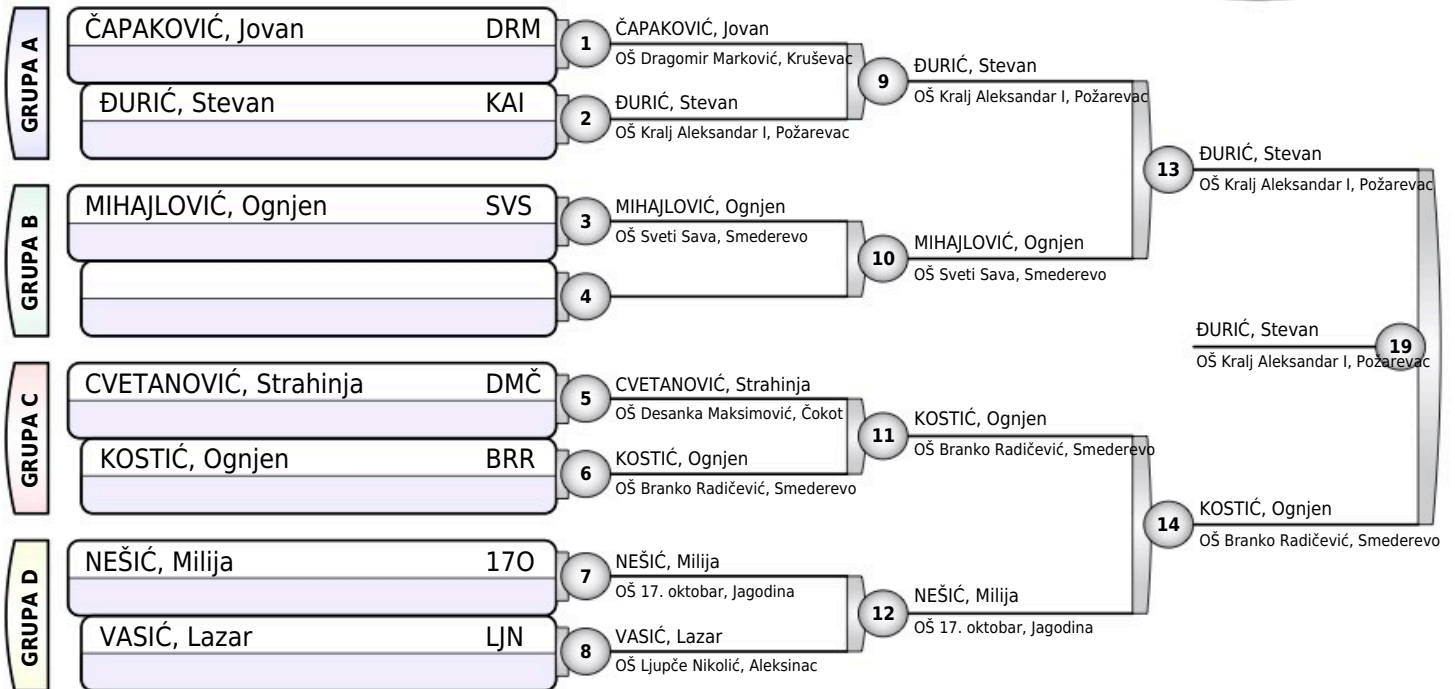 GRUPA A
ČAPAKOVIĆ, Jovan DRM
ĐURIĆ, Stevan KAI
1
ČAPAKOVIĆ, Jovan
OŠ Dragomir Marković, Kruševac
2
ĐURIĆ, Stevan
OŠ Kralj Aleksandar I, Požarevac
9
ĐURIĆ, Stevan
OŠ Kralj Aleksandar I, Požarevac
GRUPA B
MIHAJLOVIĆ, Ognjen SVS
3
MIHAJLOVIĆ, Ognjen
OŠ Sveti Sava, Smederevo
4
10
MIHAJLOVIĆ, Ognjen
OŠ Sveti Sava, Smederevo
13
ĐURIĆ, Stevan
OŠ Kralj Aleksandar I, Požarevac
GRUPA C
CVETANOVIĆ, Strahinja DMČ
KOSTIĆ, Ognjen BRR
5
CVETANOVIĆ, Strahinja
OŠ Desanka Maksimović, Čokot
6
KOSTIĆ, Ognjen
OŠ Branko Radičević, Smederevo
11
KOSTIĆ, Ognjen
OŠ Branko Radičević, Smederevo
GRUPA D
NEŠIĆ, Milija 17O
VASIĆ, Lazar LJN
7
NEŠIĆ, Milija
OŠ 17. oktobar, Jagodina
8
VASIĆ, Lazar
OŠ Ljupče Nikolić, Aleksinac
12
NEŠIĆ, Milija
OŠ 17. oktobar, Jagodina
14
KOSTIĆ, Ognjen
OŠ Branko Radičević, Smederevo
19
ĐURIĆ, Stevan
OŠ Kralj Aleksandar I, Požarevac